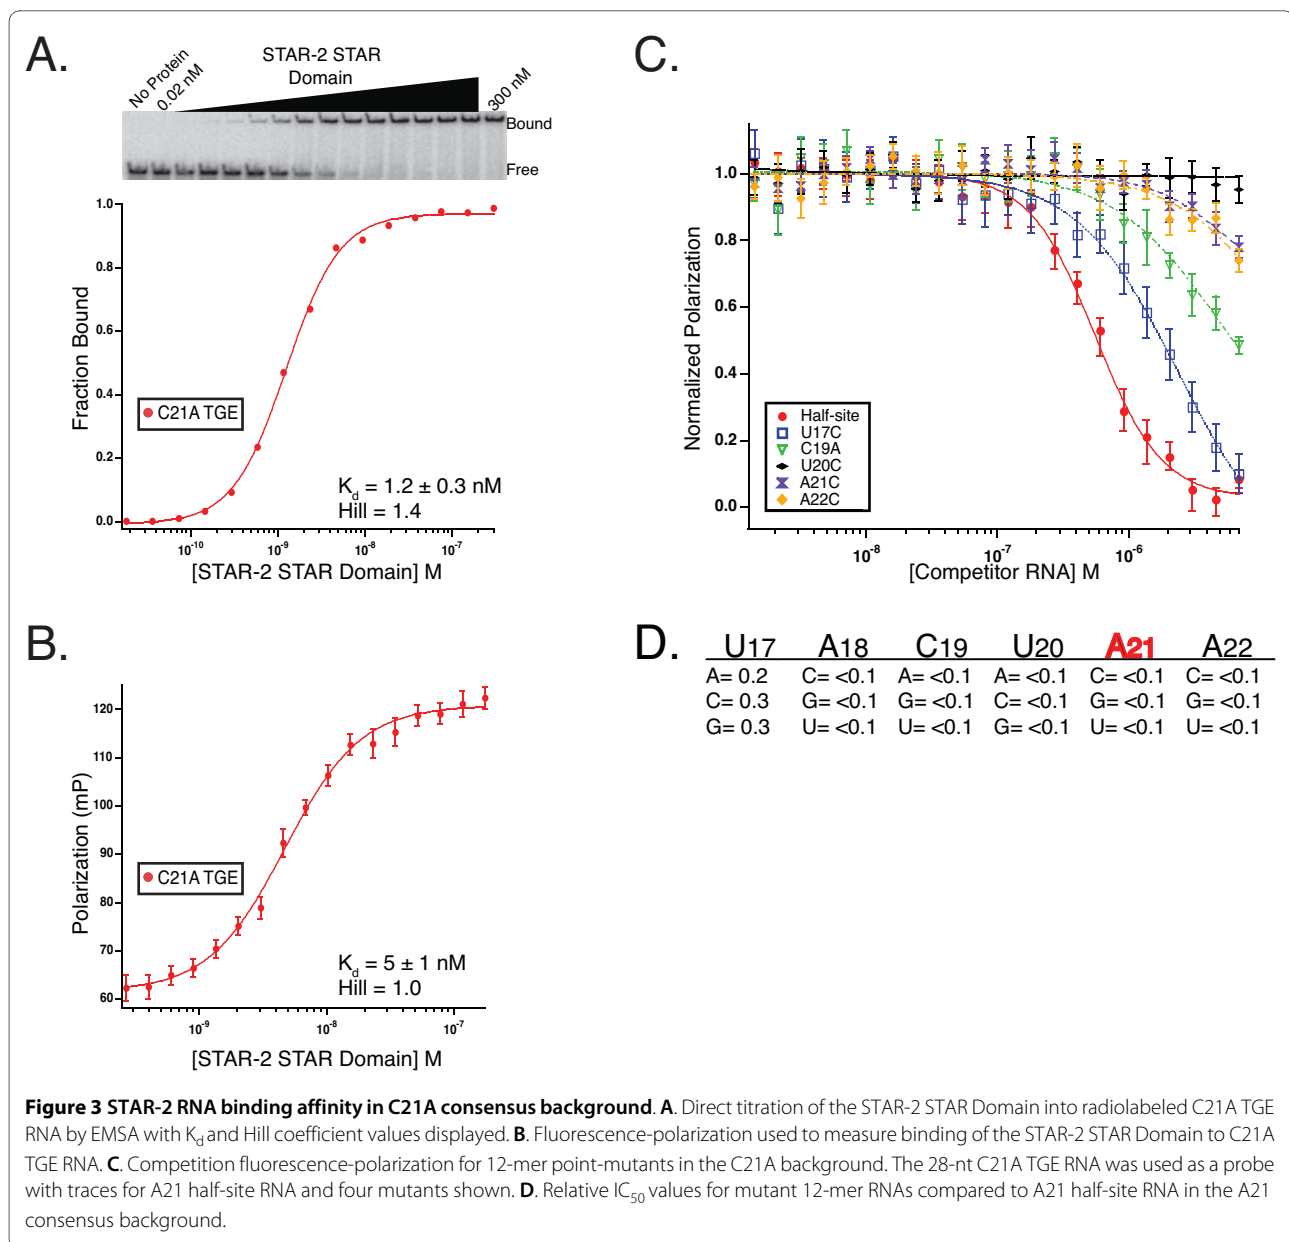 A.
No Protein
0.02 nM
STAR-2 STAR
Domain
300 nM
Bound
Free
Fraction Bound
1.0
0.8
0.6
0.4
0.2
0.0
C21A TGE
K_d = 1.2 ± 0.3 nM
Hill = 1.4
10^-10 10^-9 10^-8 10^-7
[STAR-2 STAR Domain] M
B.
Polarization (mP)
120
110
100
90
80
70
60
C21A TGE
K_d = 5 ± 1 nM
Hill = 1.0
10^-9 10^-8 10^-7
[STAR-2 STAR Domain] M
C.
Normalized Polarization
1.0
0.8
0.6
0.4
0.2
0.0
Half-site
U17C
C19A
U20C
A21C
A22C
10^-8 10^-7 10^-6
[Competitor RNA] M
D.
U17 A18 C19 U20 A21 A22
A= 0.2 C= <0.1 A= <0.1 A= <0.1 C= <0.1 C= <0.1
C= 0.3 G= <0.1 G= <0.1 C= <0.1 G= <0.1 G= <0.1
G= 0.3 U= <0.1 U= <0.1 G= <0.1 U= <0.1 U= <0.1
Figure 3 STAR-2 RNA binding affinity in C21A consensus background. A. Direct titration of the STAR-2 STAR Domain into radiolabeled C21A TGE
RNA by EMSA with K_d and Hill coefficient values displayed. B. Fluorescence-polarization used to measure binding of the STAR-2 STAR Domain to C21A
TGE RNA. C. Competition fluorescence-polarization for 12-mer point-mutants in the C21A background. The 28-nt C21A TGE RNA was used as a probe
with traces for A21 half-site RNA and four mutants shown. D. Relative IC_50 values for mutant 12-mer RNAs compared to A21 half-site RNA in the A21
consensus background.